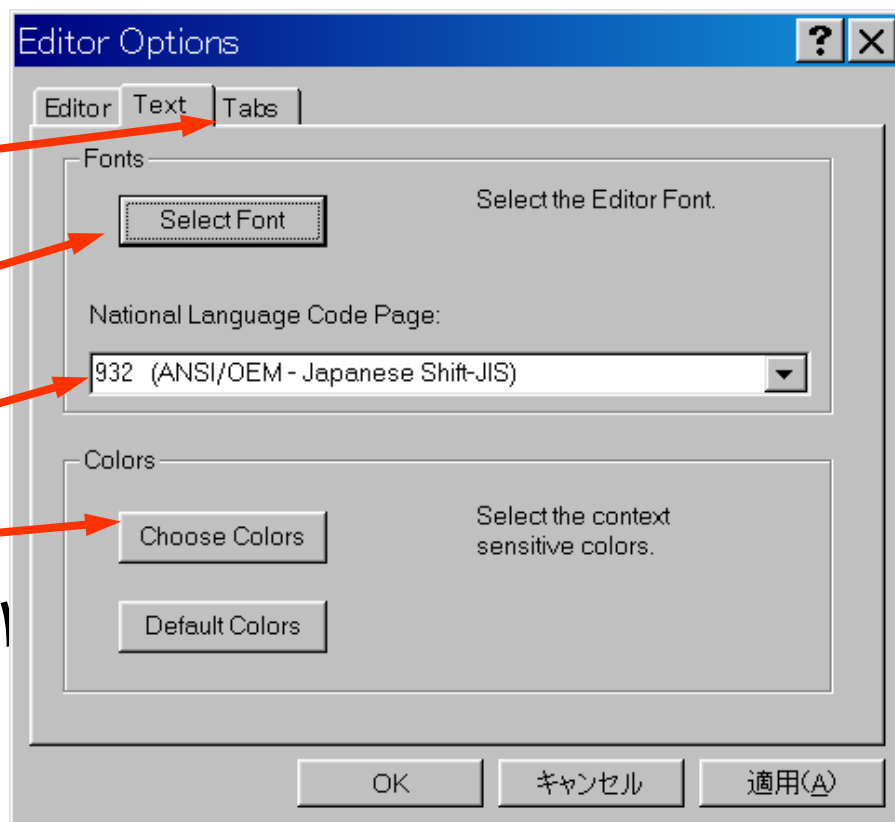 Editor Options
Editor Text Tabs
Fonts
Select Font
Select the Editor Font.
National Language Code Page:
932 (ANSI/OEM - Japanese Shift-JIS)
Colors
Choose Colors
Select the context
sensitive colors.
Default Colors
OK キャンセル 適用(A)